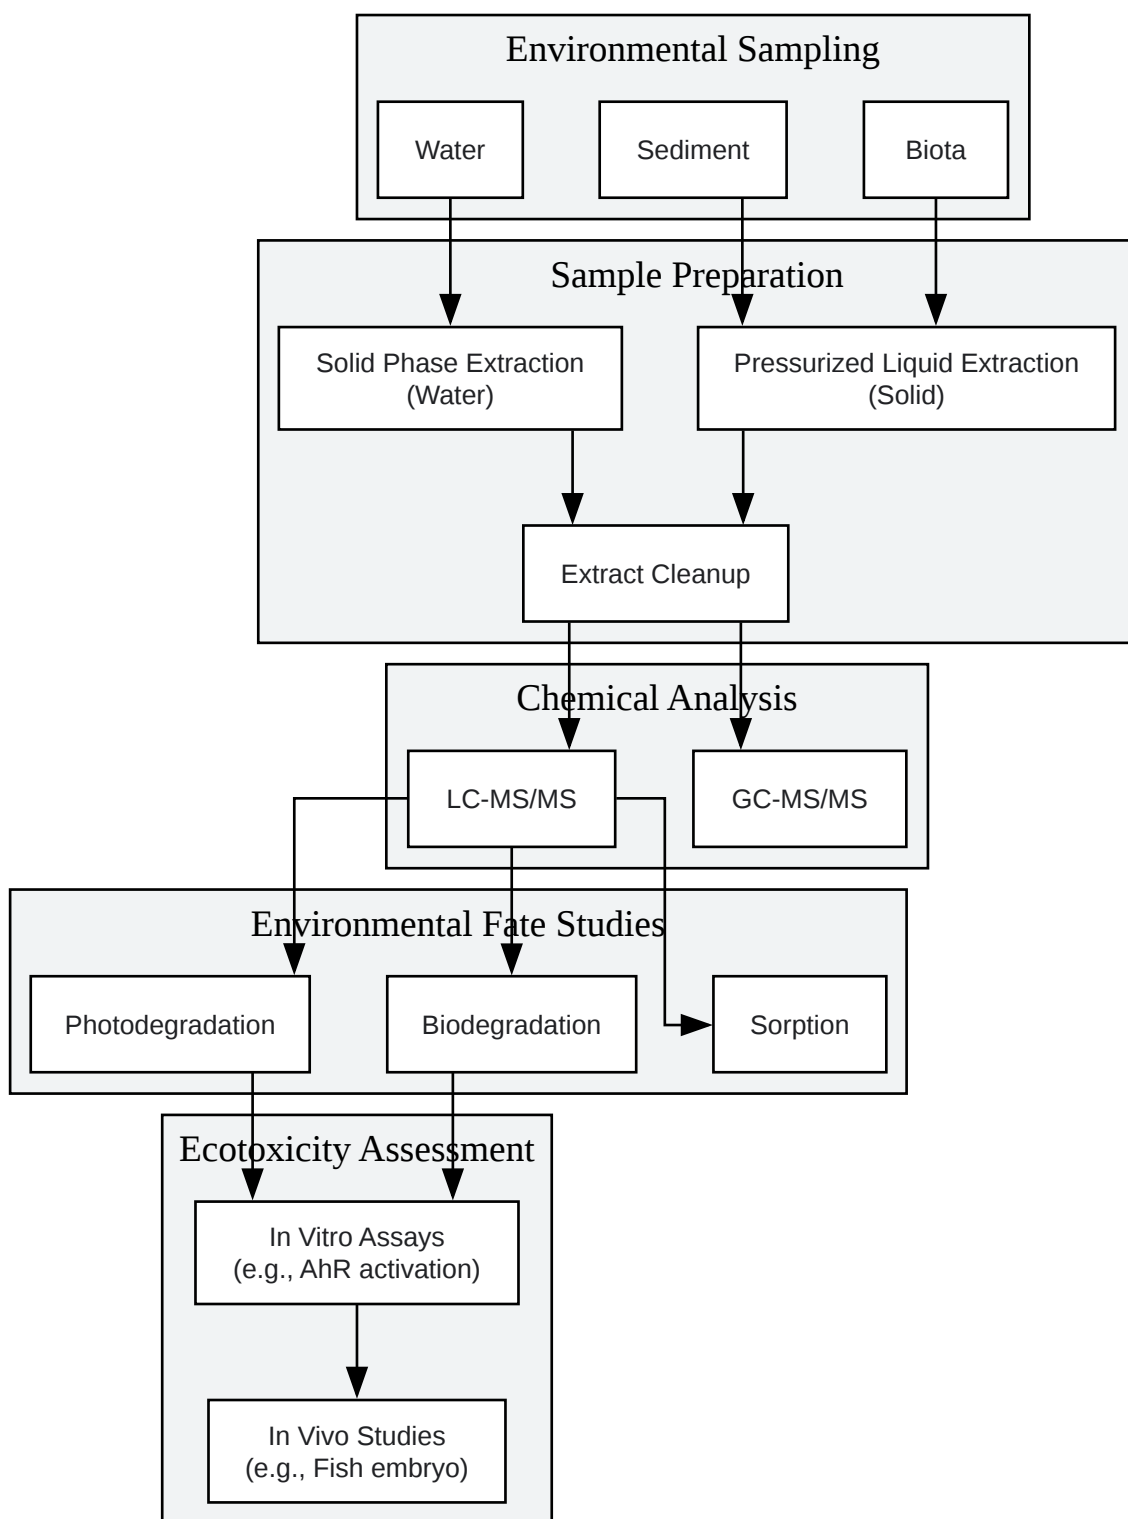 Environmental Sampling
Water
Sediment
Biota
Sample Preparation
Solid Phase Extraction
(Water)
Pressurized Liquid Extraction
(Solid)
Extract Cleanup
Chemical Analysis
LC-MS/MS
GC-MS/MS
Environmental Fate Studies
Photodegradation
Biodegradation
Sorption
Ecotoxicity Assessment
In Vitro Assays
(e.g., AhR activation)
In Vivo Studies
(e.g., Fish embryo)